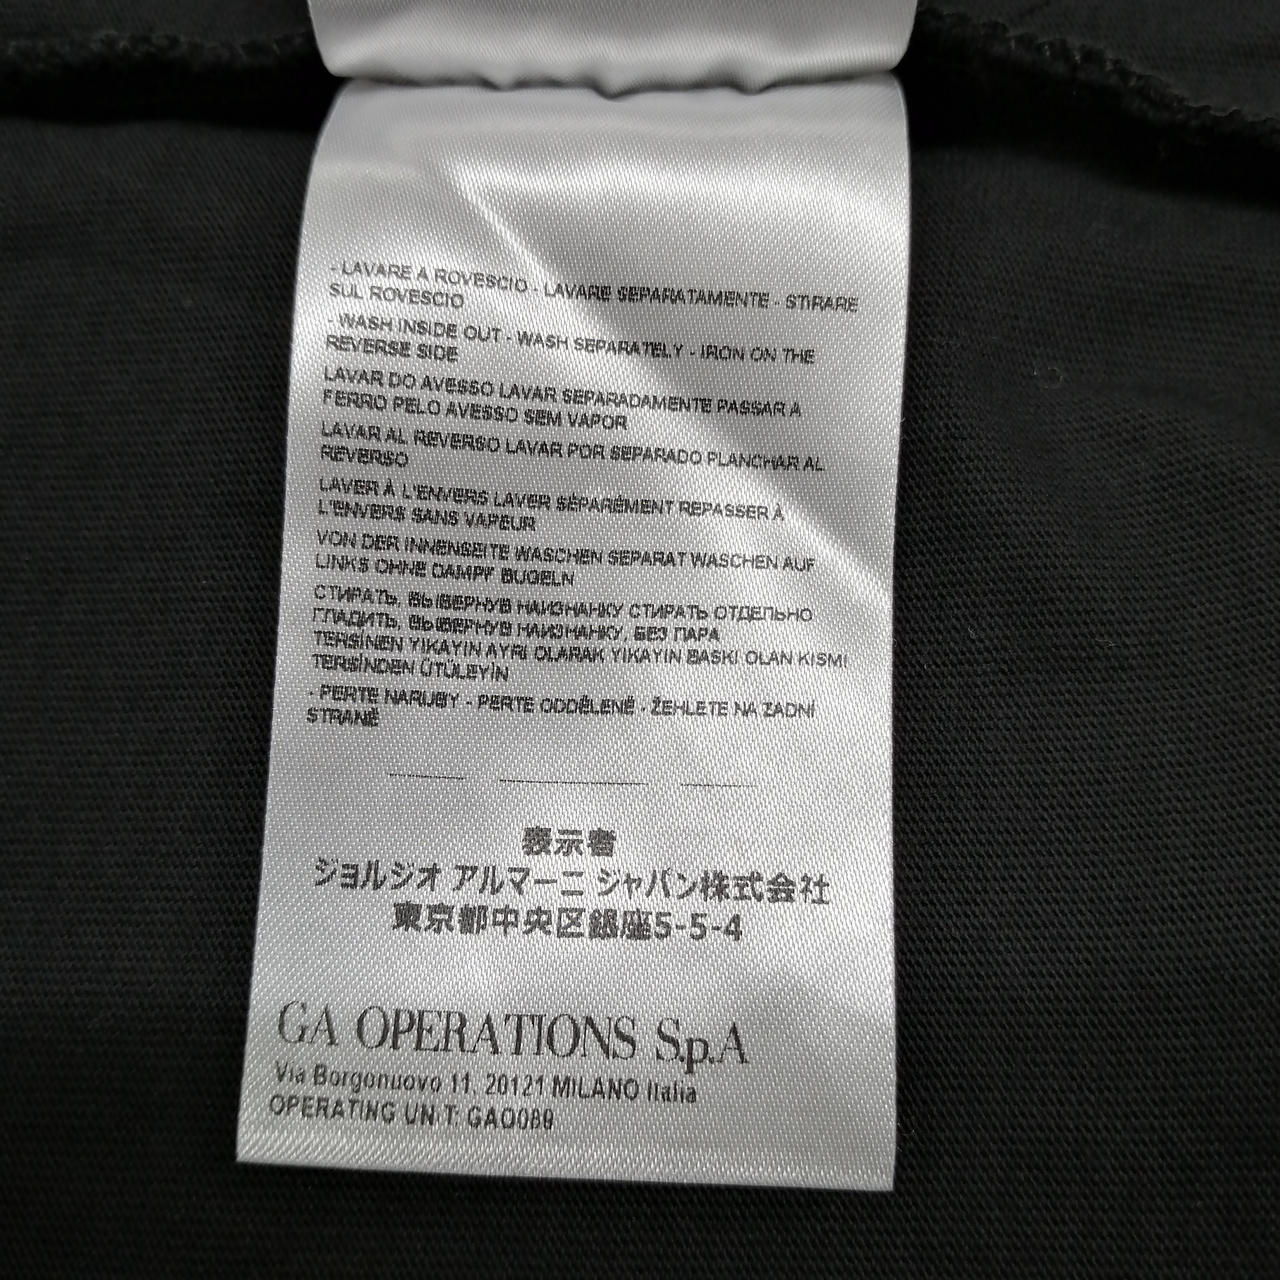 - LAVARE A ROVESCIO - LAVARE SEPARATAMENTE - STIRARE
SUL ROVESCIO
- WASH INSIDE OUT - WASH SEPARATELY - IRON ON THE
REVERSE SIDE
LAVAR DO AVESSO LAVAR SEPARADAMENTE PASSAR A
FERRO PELO AVESSO SEM VAPOR
LAVAR AL REVERSO LAVAR POR SEPARADO PLANCHAR AL
REVERSO
LAVER À L'ENVERS LAVER SÉPARÉMENT REPASSER À
L'ENVERS SANS VAPEUR
VON DER INNENSEITE WASCHEN SEPARAT WASCHEN AUF
LINKS OHNE DAMPF BUGELN
СТИРАТЬ, ВЫВЕРНУВ НАИЗНАНКУ СТИРАТЬ ОТДЕЛЬНО
ГЛАДИТЬ, ВЫВЕРНУВ НАИЗНАНКУ, БЕЗ ПАРА
TERSINEN YIKAYIN AYRI OLARAK YIKAYIN BASKI OLAN KISMI
TERSİNDEN ÜTÜLEYİN
- PERTE NARUBY - PERTE ODDĚLENĚ - ŽEHLETE NA ZADNÍ
STRANĚ
表示者
ジョルジオ アルマーニ ジャパン株式会社
東京都中央区銀座5-5-4
GA OPERATIONS S.p.A
Via Borgonuovo 11, 20121 MILANO Italia
OPERATING UNIT: GAO089